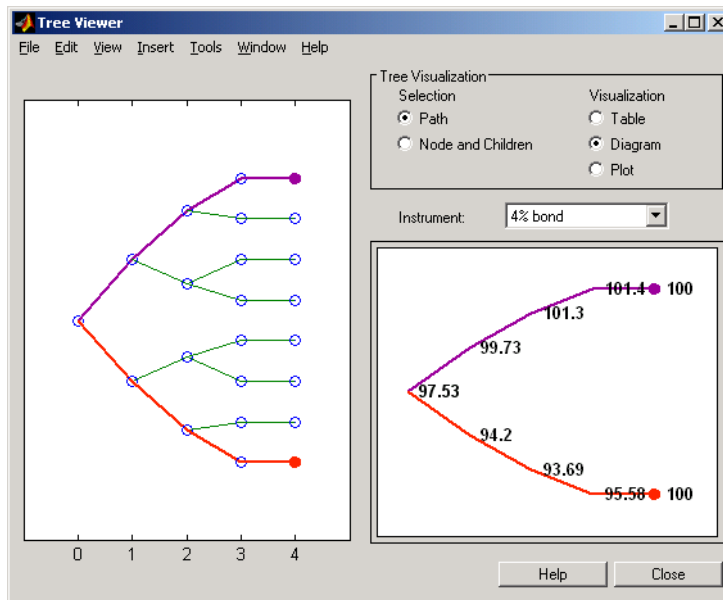 Tree Viewer
File Edit View Insert Tools Window Help
Tree Visualization
Selection Visualization
Path Table
Node and Children Diagram
Plot
Instrument: 4% bond
101.4 100
101.3
99.73
97.53
94.2
93.69
95.58 100
0 1 2 3 4
Help Close